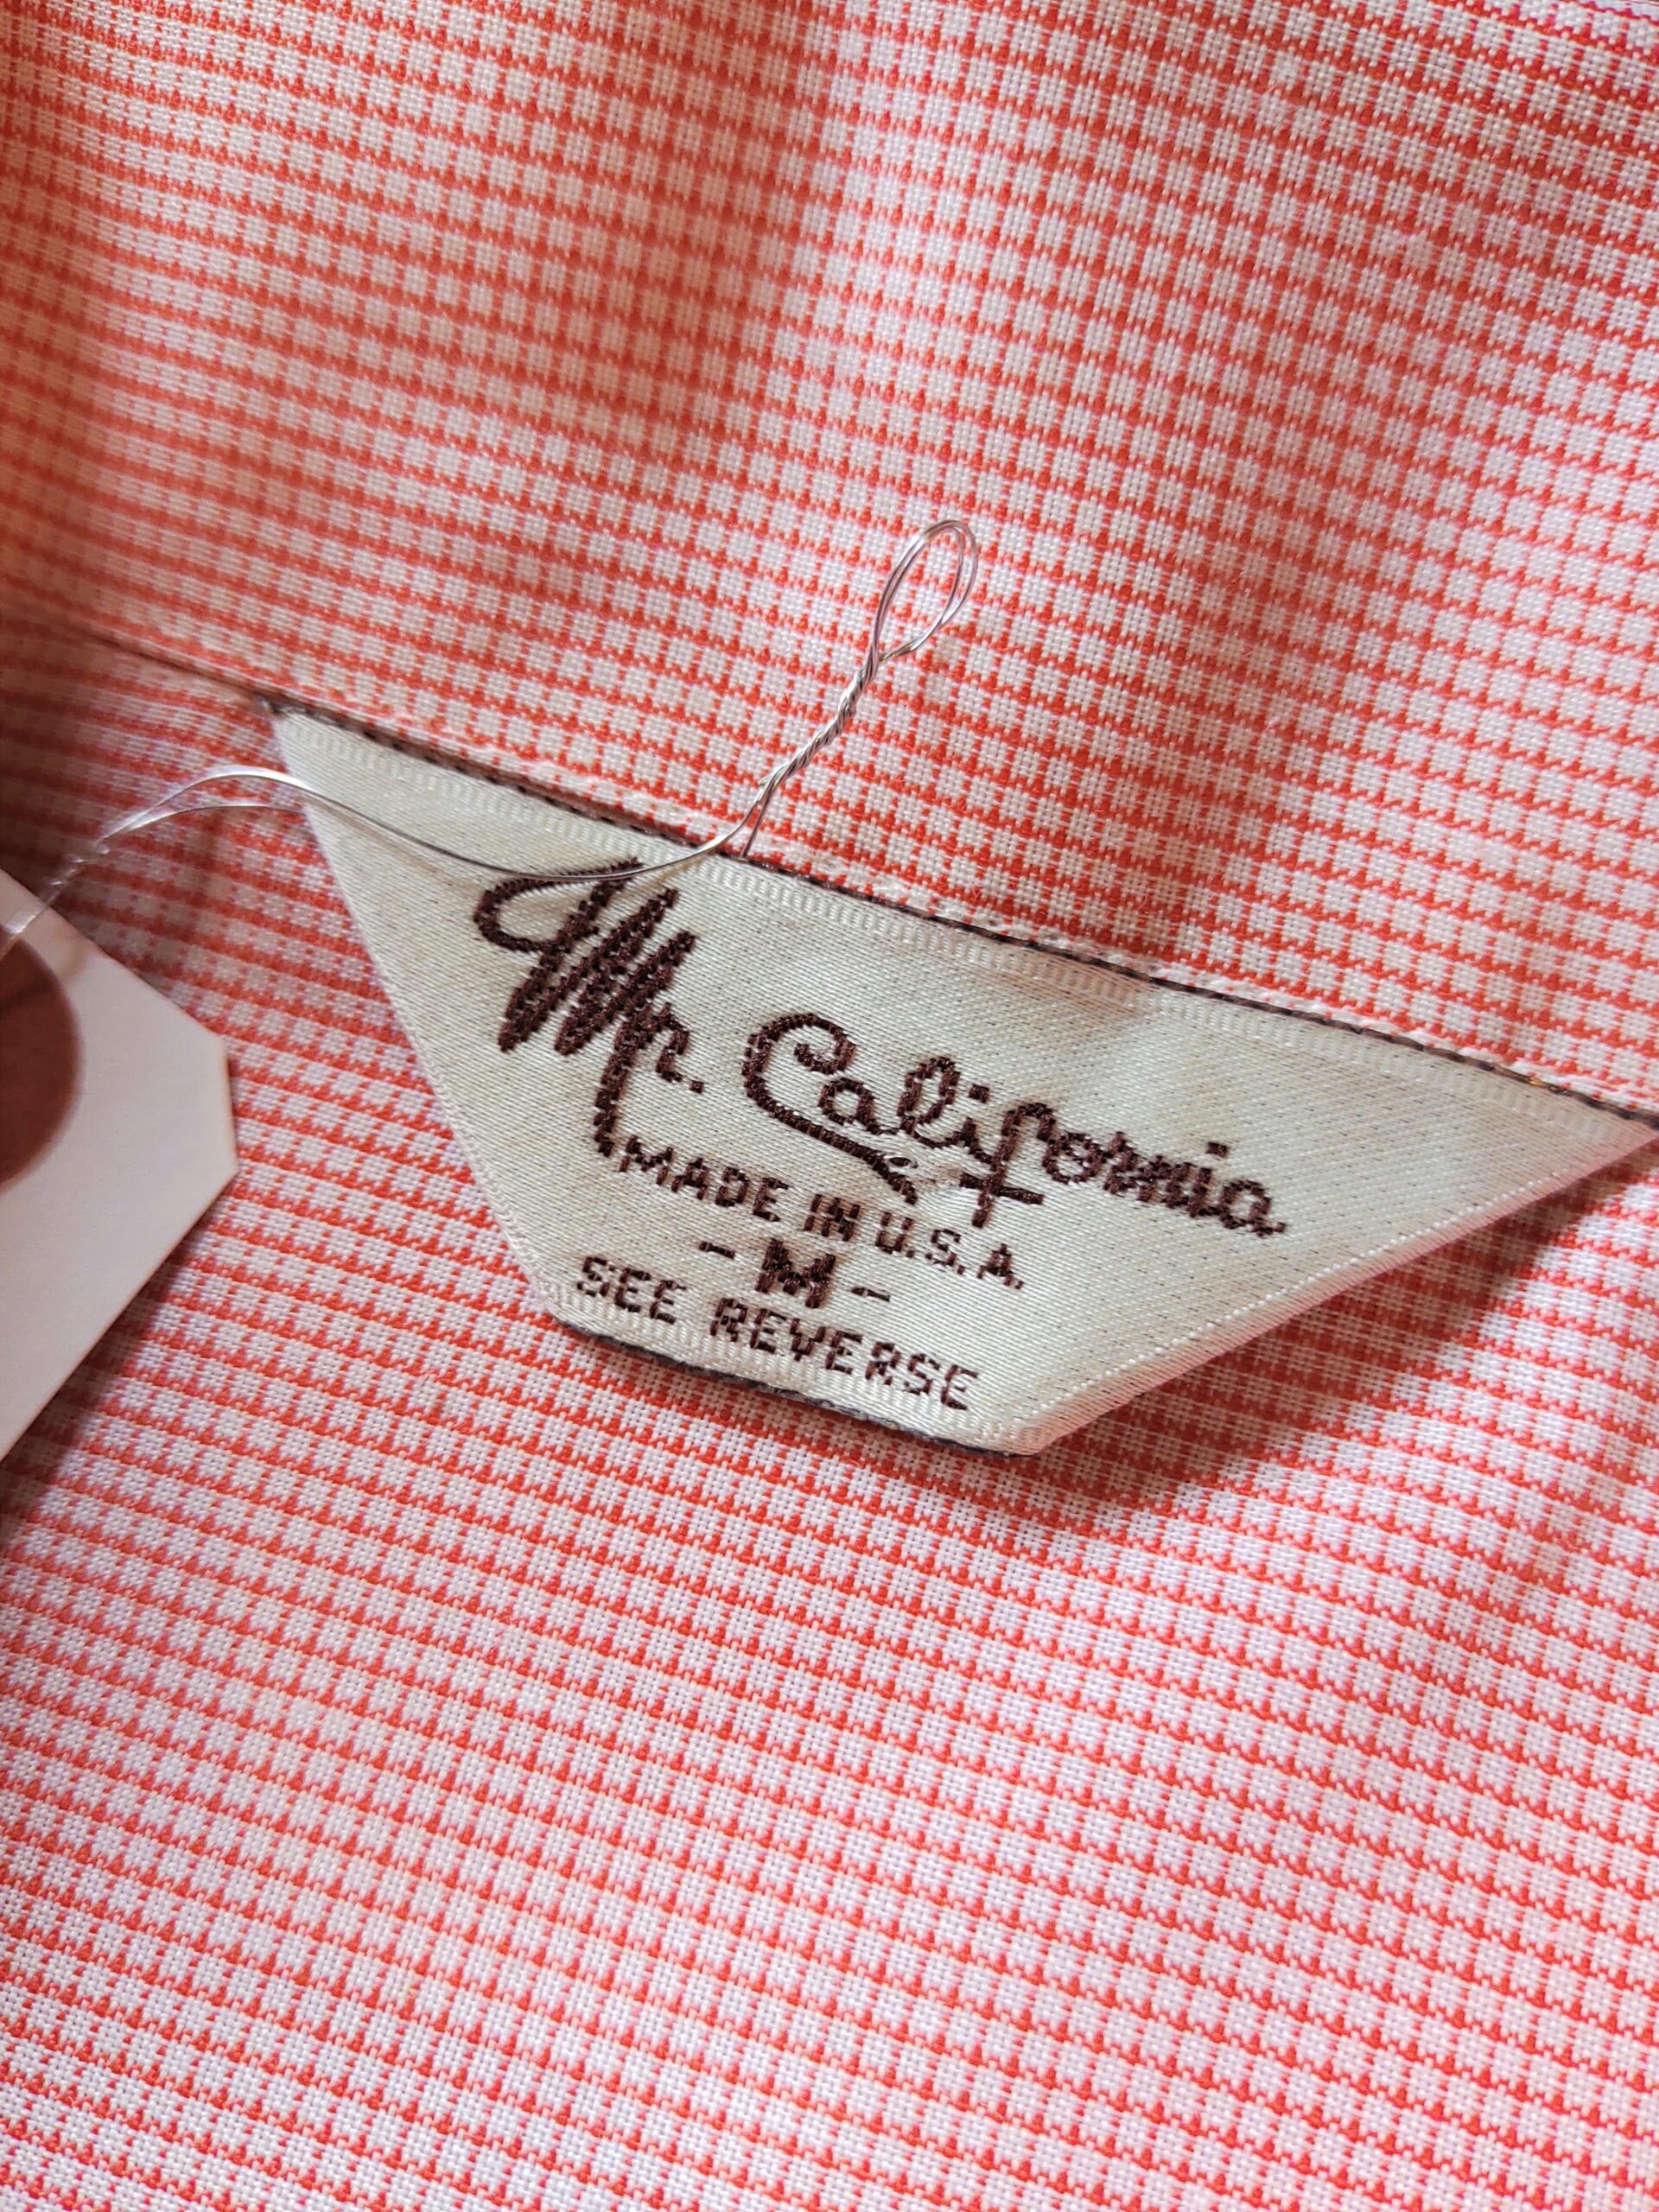 Mr. California
MADE IN U.S.A.
- M -
SEE REVERSE